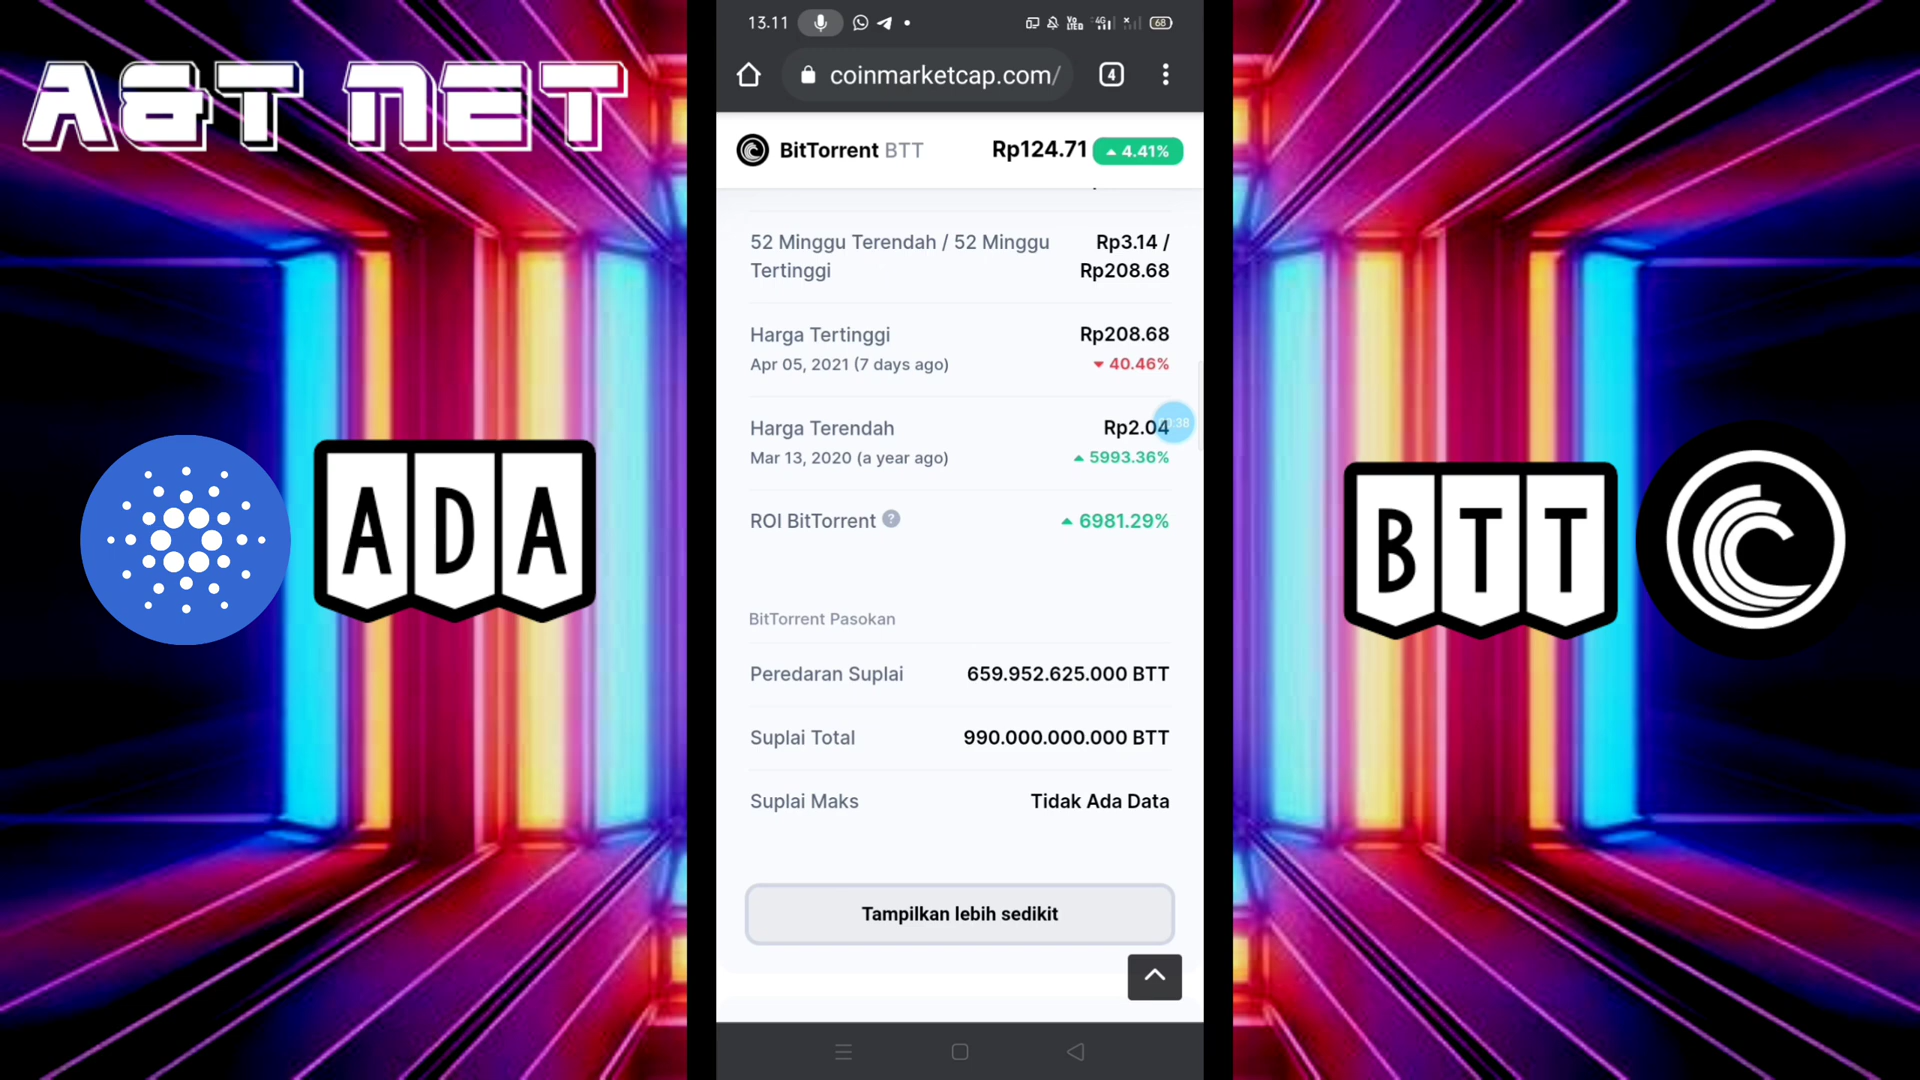 A&T NET
13.11
4G
68
coinmarketcap.com/
4
BitTorrent BTT
Rp124.71
4.41%
52 Minggu Terendah / 52 Minggu
Tertinggi
Rp3.14 /
Rp208.68
Harga Tertinggi
Rp208.68
Apr 05, 2021 (7 days ago)
40.46%
Harga Terendah
Rp2.04
Mar 13, 2020 (a year ago)
5993.36%
ROI BitTorrent ?
6981.29%
ADA
BTT
BitTorrent Pasokan
Peredaran Suplai
659.952.625.000 BTT
Suplai Total
990.000.000.000 BTT
Suplai Maks
Tidak Ada Data
Tampilkan lebih sedikit